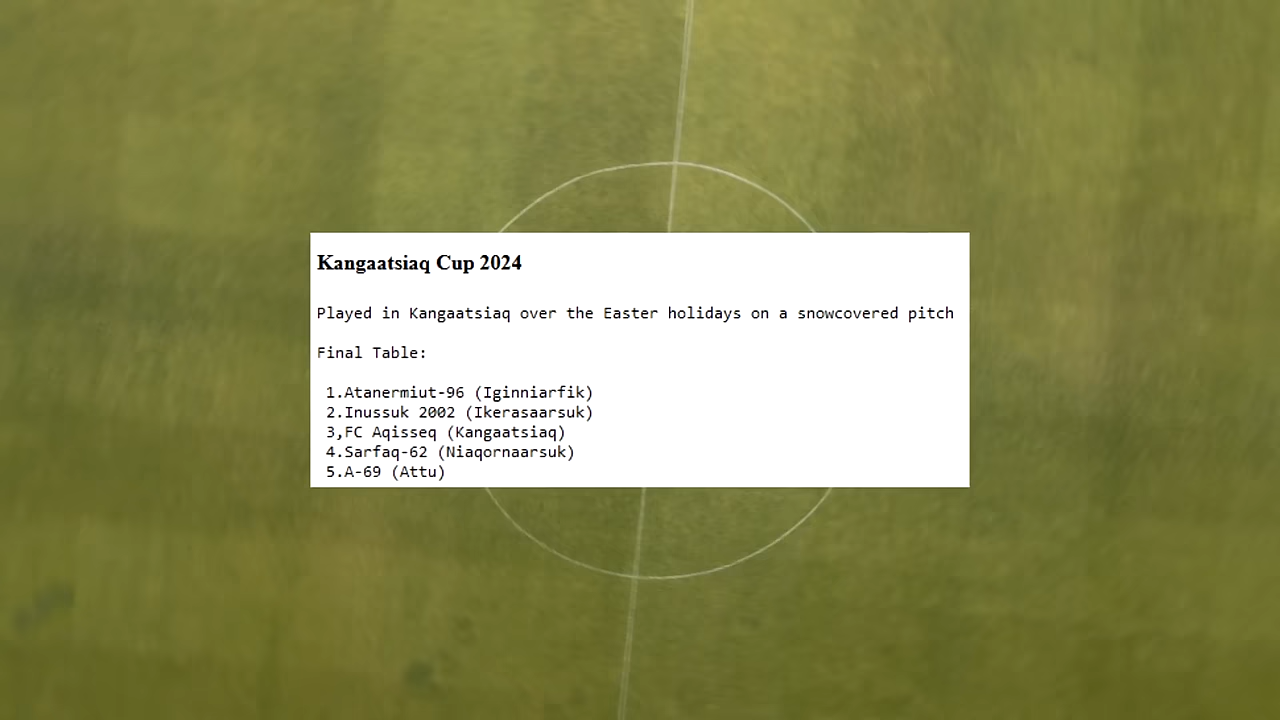 Kangaatsiaq Cup 2024
Played in Kangaatsiaq over the Easter holidays on a snowcovered pitch
Final Table:
1.Atanermiut-96 (Iginniarfik)
2.Inussuk 2002 (Ikerasaarsuk)
3,FC Aqisseq (Kangaatsiaq)
4.Sarfaq-62 (Niaqornaarsuk)
5.A-69 (Attu)